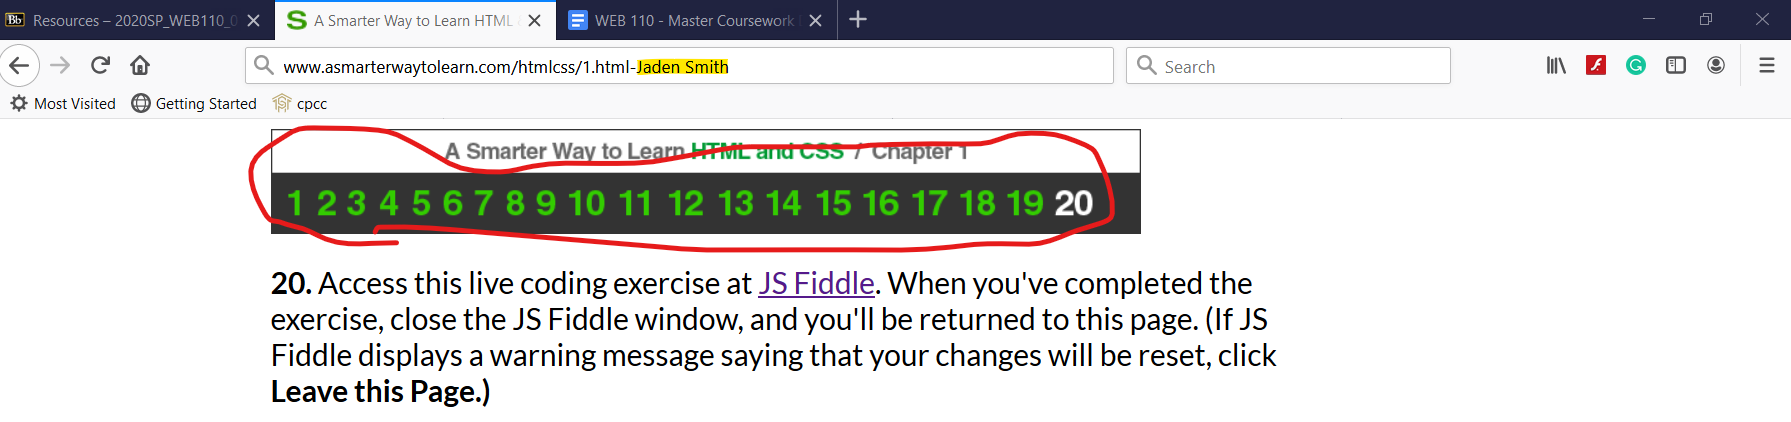 Bb Resources – 2020SP_WEB110_0
S A Smarter Way to Learn HTML
WEB 110 - Master Coursework
www.asmarterwaytolearn.com/htmlcss/1.html-Jaden Smith
Search
Most Visited Getting Started cpcc
A Smarter Way to Learn HTML and CSS / Chapter 1
1 2 3 4 5 6 7 8 9 10 11 12 13 14 15 16 17 18 19 20
20. Access this live coding exercise at JS Fiddle. When you've completed the
exercise, close the JS Fiddle window, and you'll be returned to this page. (If JS
Fiddle displays a warning message saying that your changes will be reset, click
Leave this Page.)